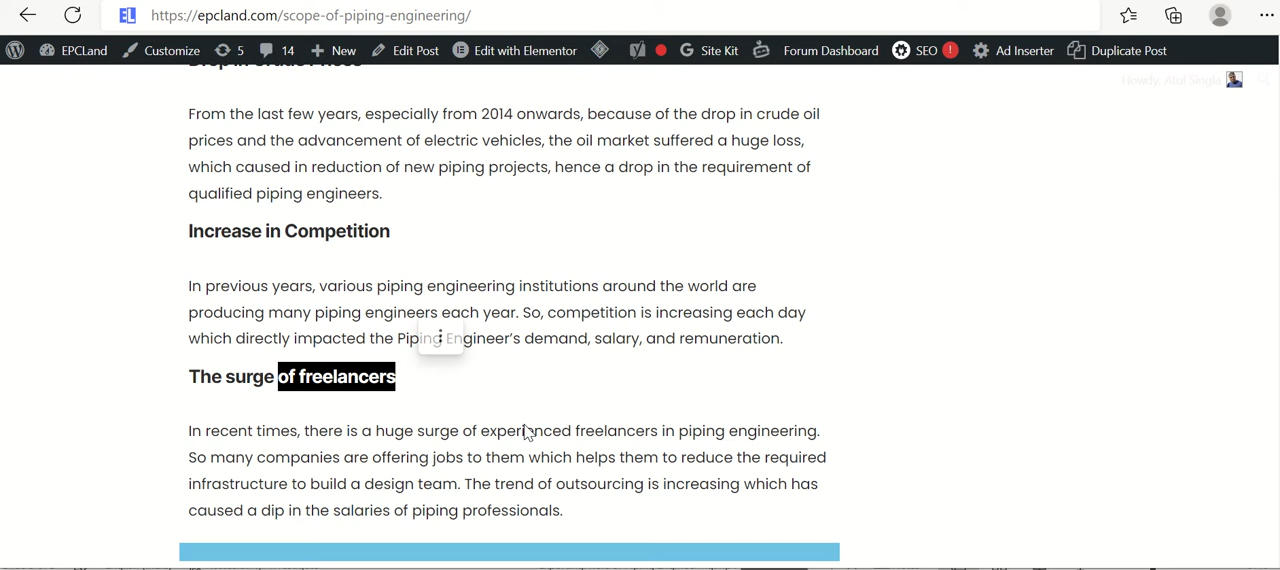 https://epcland.com/scope-of-piping-engineering/
EPCLand Customize 5 14 New Edit Post Edit with Elementor Site Kit Forum Dashboard SEO ! Ad Inserter Duplicate Post
Howdy, Atul Singla
Drop in Crude Prices
From the last few years, especially from 2014 onwards, because of the drop in crude oil
prices and the advancement of electric vehicles, the oil market suffered a huge loss,
which caused in reduction of new piping projects, hence a drop in the requirement of
qualified piping engineers.
Increase in Competition
In previous years, various piping engineering institutions around the world are
producing many piping engineers each year. So, competition is increasing each day
which directly impacted the Piping Engineer's demand, salary, and remuneration.
The surge of freelancers
In recent times, there is a huge surge of experienced freelancers in piping engineering.
So many companies are offering jobs to them which helps them to reduce the required
infrastructure to build a design team. The trend of outsourcing is increasing which has
caused a dip in the salaries of piping professionals.